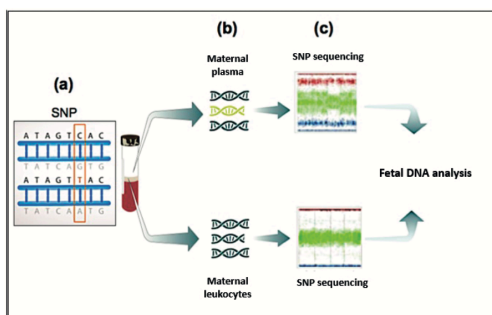 (a)
SNP
A T A G T C A C
T A T C A G T G
A T A G T T A C
T A T C A A T G
(b)
Maternal
plasma
Maternal
leukocytes
(c)
SNP sequencing
SNP sequencing
Fetal DNA analysis